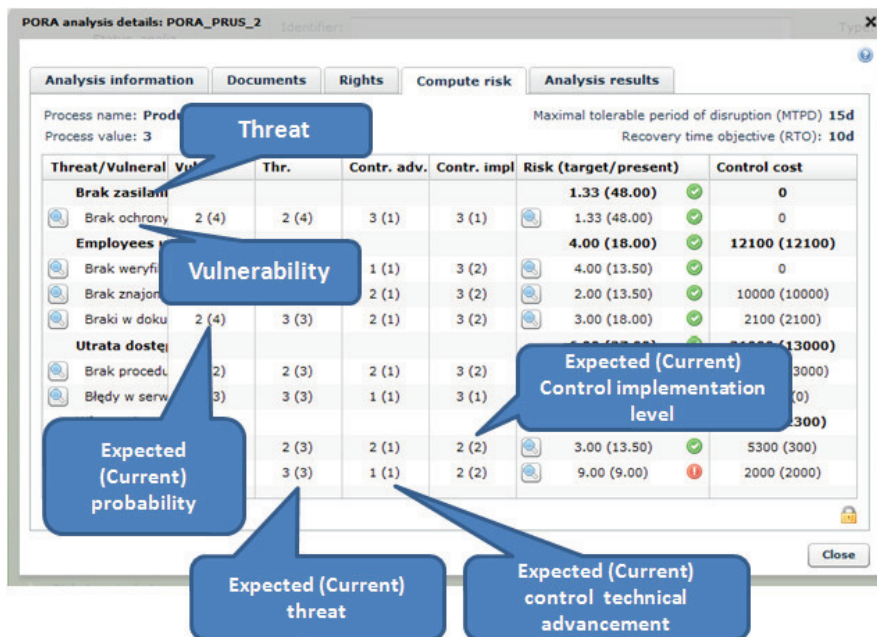 PORA analysis details: PORA_PRUS_2
Identifier:
Analysis information Documents Rights Compute risk Analysis results
Process name: Maximal tolerable period of disruption (MTPD) 15d
Process value: 3 Recovery time objective (RTO): 10d
Threat
Threat/Vulneral Thr. Contr. adv. Contr. impl Risk (target/present) Control cost
Brak zasilani 1.33 (48.00) 0
Brak ochrony 2 (4) 2 (4) 3 (1) 3 (1) 1.33 (48.00) 0
Employees 4.00 (18.00) 12100 (12100)
Vulnerability
Brak weryfi 1 (1) 3 (2) 4.00 (13.50) 0
Brak znajon 2 (1) 3 (2) 2.00 (13.50) 10000 (10000)
Braki w doku 2 (4) 3 (3) 2 (1) 3 (2) 3.00 (18.00) 2100 (2100)
Utrata dostę 13000)
Brak procedu 2) 2 (3) 2 (1) 3 (2) 3000)
Błędy w serw 3) 3 (3) 1 (1) 3 (1) (0)
Expected (Current)
Control implementation
level
2300)
2 (3) 2 (1) 2 (2) 3.00 (13.50) 5300 (300)
3 (3) 1 (1) 2 (2) 9.00 (9.00) 2000 (2000)
Expected
(Current)
probability
Close
Expected (Current)
threat
Expected (Current)
control technical
advancement